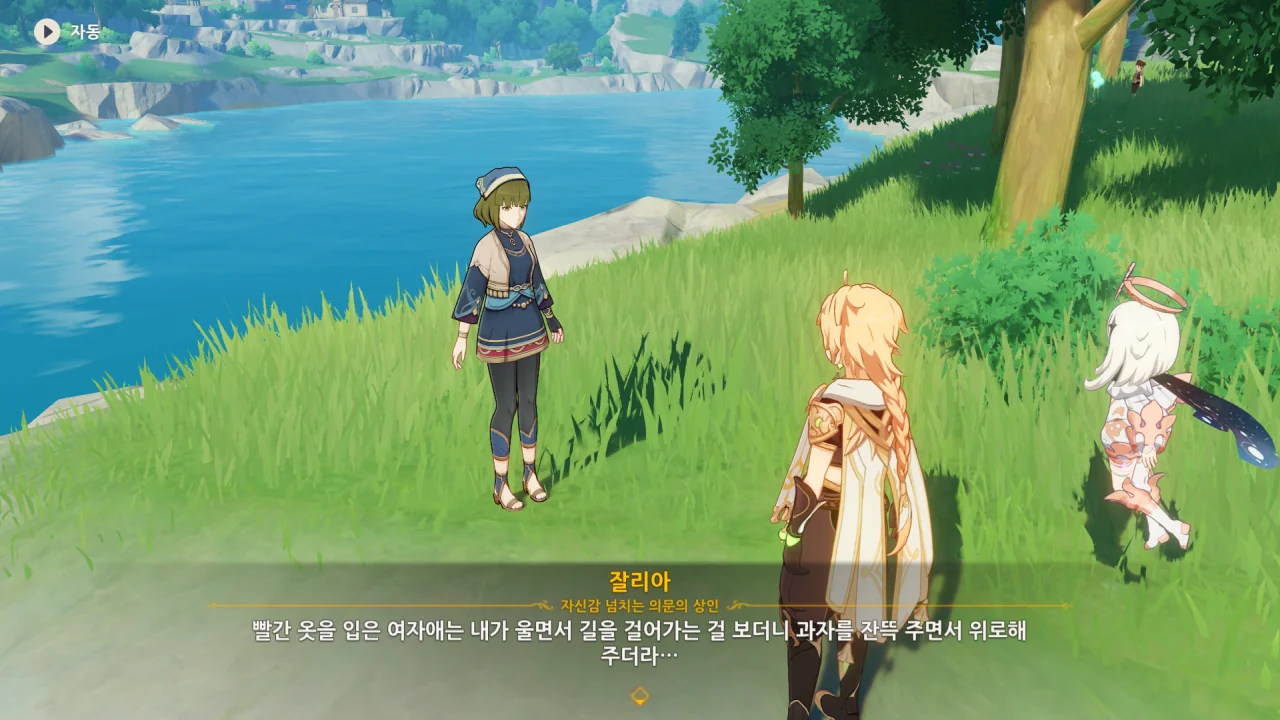 자동
잘리아
자신감 넘치는 의문의 상인
빨간 옷을 입은 여자애는 내가 울면서 길을 걸어가는 걸 보더니 과자를 잔뜩 주면서 위로해
주더라…